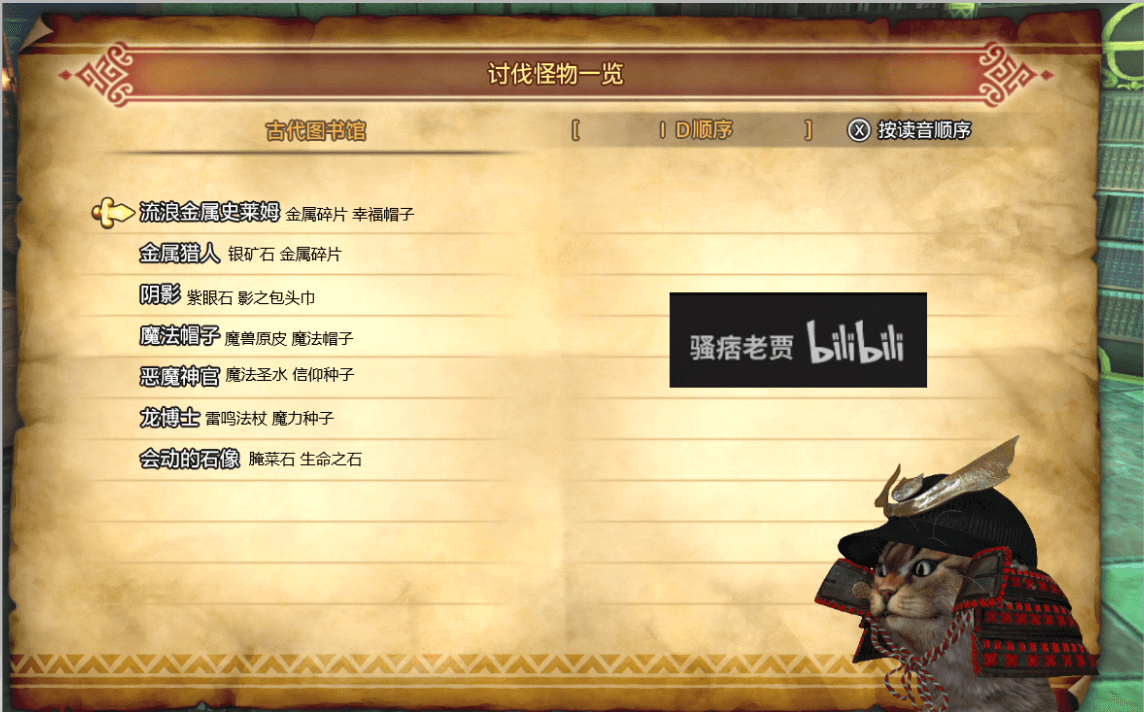 讨伐怪物一览
古代图书馆 [ ID顺序 ] X 按读音顺序
流浪金属史莱姆 金属碎片 幸福帽子
金属猎人 银矿石 金属碎片
阴影 紫眼石 影之包头巾
魔法帽子 魔兽原皮 魔法帽子
恶魔神官 魔法圣水 信仰种子
龙博士 雷鸣法杖 魔力种子
会动的石像 腌菜石 生命之石
骚痞老贾 bilibili